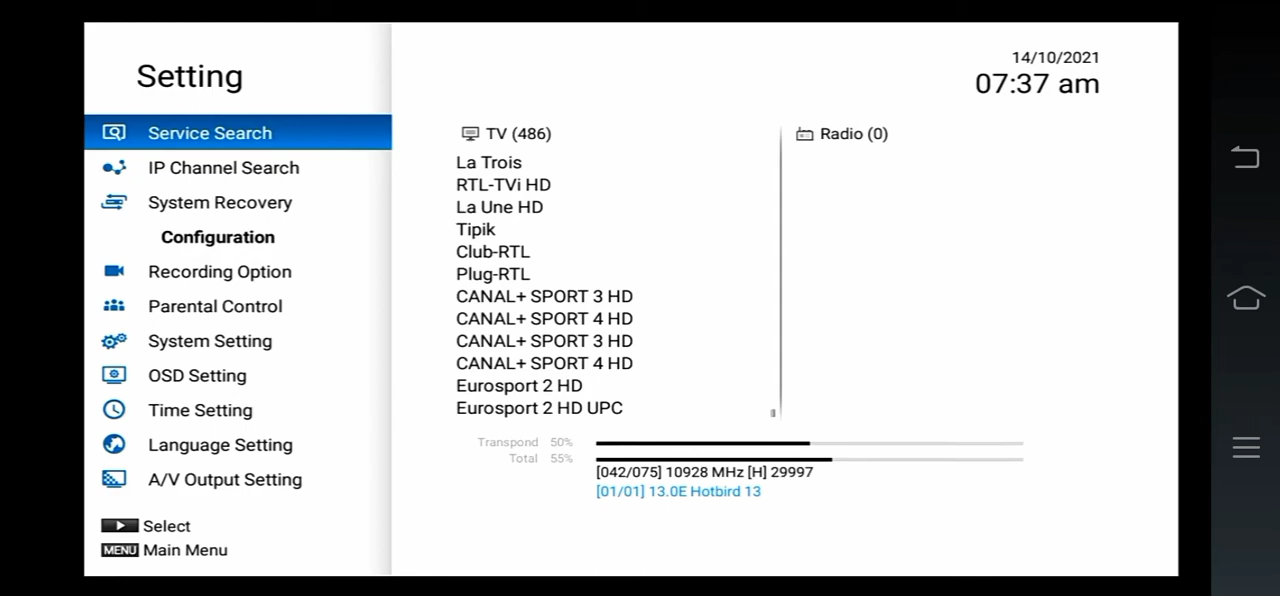 Setting
14/10/2021
07:37 am
Service Search
IP Channel Search
System Recovery
Configuration
Recording Option
Parental Control
System Setting
OSD Setting
Time Setting
Language Setting
A/V Output Setting
Select
MENU Main Menu
TV (486)
La Trois
RTL-TVi HD
La Une HD
Tipik
Club-RTL
Plug-RTL
CANAL+ SPORT 3 HD
CANAL+ SPORT 4 HD
CANAL+ SPORT 3 HD
CANAL+ SPORT 4 HD
Eurosport 2 HD
Eurosport 2 HD UPC
Radio (0)
Transpond 50%
Total 55%
[042/075] 10928 MHz [H] 29997
[01/01] 13.0E Hotbird 13